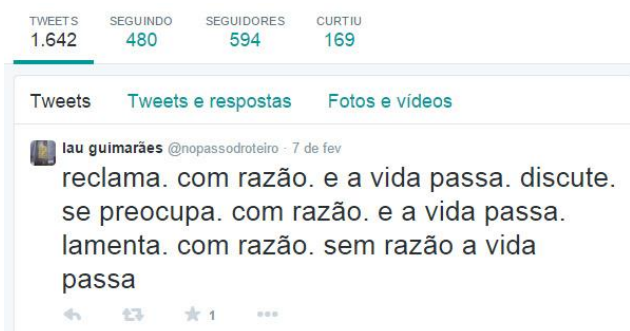 TWEETS SEGUINDO SEGUIDORES CURTIU
1.642 480 594 169
Tweets Tweets e respostas Fotos e vídeos
lau guimarães @nopassodroteiro · 7 de fev
reclama. com razão. e a vida passa. discute.
se preocupa. com razão. e a vida passa.
lamenta. com razão. sem razão a vida
passa
1